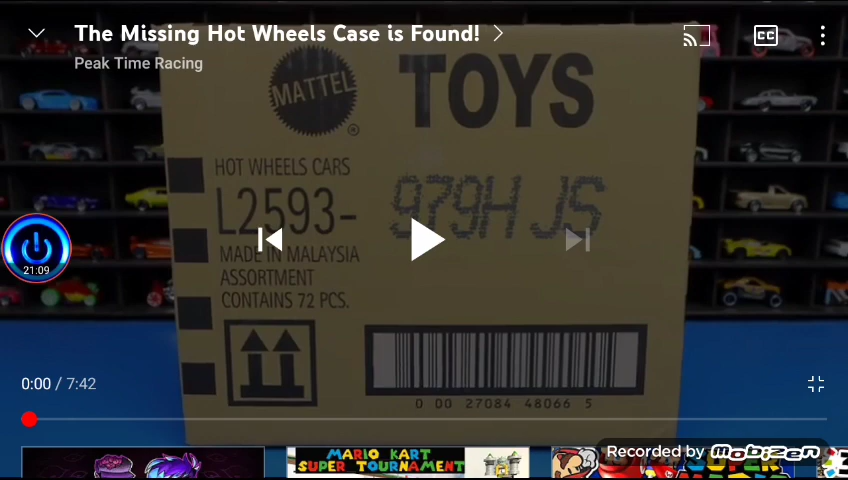 The Missing Hot Wheels Case is Found!
Peak Time Racing
MATTEL
®
TOYS
HOT WHEELS CARS
L2593-
979H JS
MADE IN MALAYSIA
ASSORTMENT
CONTAINS 72 PCS.
21:09
0 00 27084 48066 5
0:00 / 7:42
MARIO KART
SUPER TOURNAMENT
SUPER
Recorded by mobizen